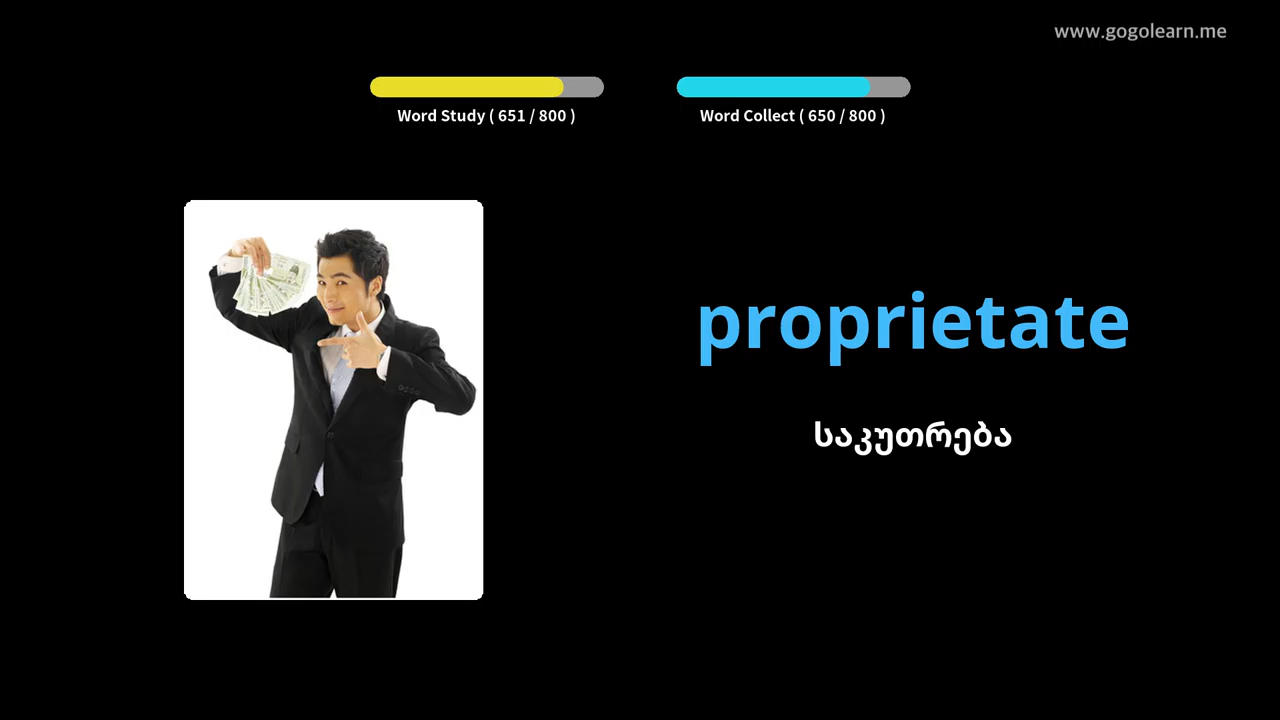 www.gogolearn.me
Word Study ( 651 / 800 )
Word Collect ( 650 / 800 )
proprietate
საკუთრება